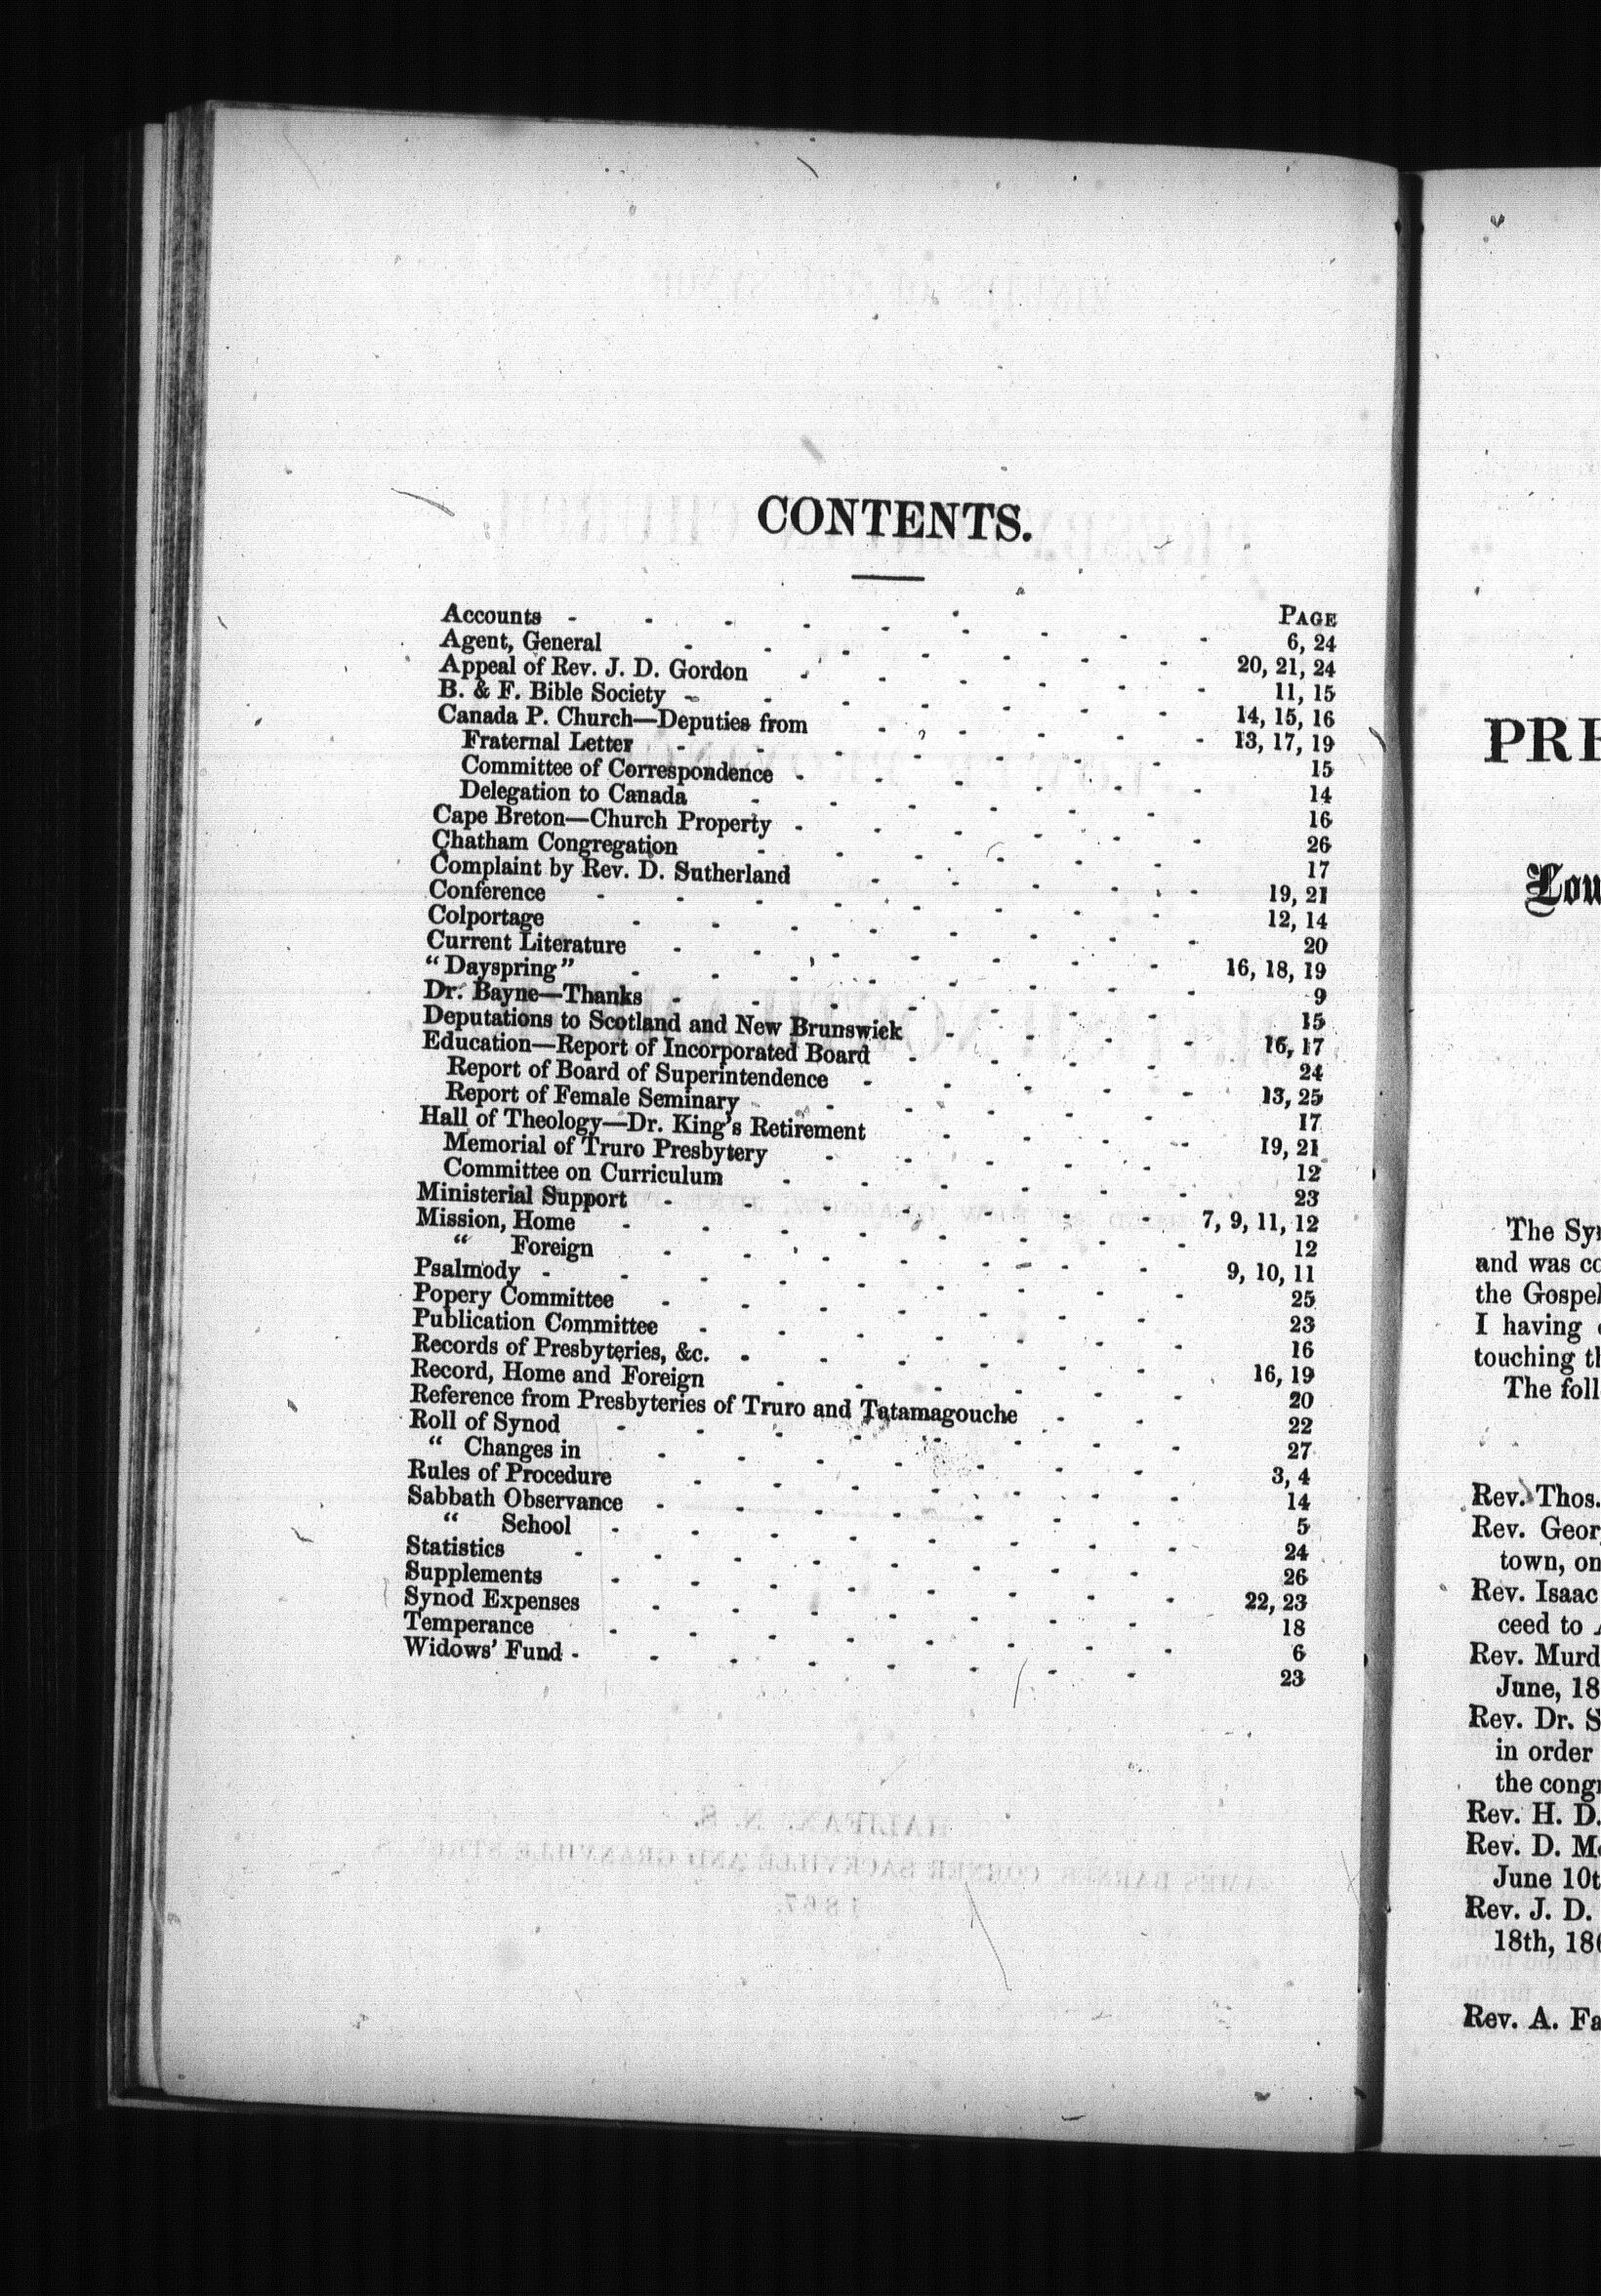 CONTENTS.
PAGE
Accounts - - - - - - - - - 6, 24
Agent, General - - - - - - - 20, 21, 24
Appeal of Rev. J. D. Gordon - - - - - - 11, 15
B. & F. Bible Society - - - - - - - 14, 15, 16
Canada P. Church—Deputies from - - - - - 13, 17, 19
Fraternal Letter - - - - - - - 15
Committee of Correspondence - - - - - - 14
Delegation to Canada - - - - - - 16
Cape Breton—Church Property - - - - - - 26
Chatham Congregation - - - - - - 17
Complaint by Rev. D. Sutherland - - - - - 19, 21
Conference - - - - - - - - 12, 14
Colportage - - - - - - - - 20
Current Literature - - - - - - - 16, 18, 19
“Dayspring” - - - - - - - - 9
Dr. Bayne—Thanks - - - - - - - 15
Deputations to Scotland and New Brunswick - - - - 16, 17
Education—Report of Incorporated Board - - - - 24
Report of Board of Superintendence - - - - - 13, 25
Report of Female Seminary - - - - - 17
Hall of Theology—Dr. King's Retirement - - - - 19, 21
Memorial of Truro Presbytery - - - - - 12
Committee on Curriculum - - - - - - 23
Ministerial Support - - - - - - - 7, 9, 11, 12
Mission, Home - - - - - - - - 12
“ Foreign - - - - - - - 9, 10, 11
Psalmody - - - - - - - - - 25
Popery Committee - - - - - - - 23
Publication Committee - - - - - - - 16
Records of Presbyteries, &c. - - - - - - 16, 19
Record, Home and Foreign - - - - - - 20
Reference from Presbyteries of Truro and Tatamagouche - - 22
Roll of Synod - - - - - - - - 27
“ Changes in - - - - - - - 3, 4
Rules of Procedure - - - - - - - 14
Sabbath Observance - - - - - - - 5
“ School - - - - - - - - 24
Statistics - - - - - - - - 26
Supplements - - - - - - - - 22, 23
Synod Expenses - - - - - - - 18
Temperance - - - - - - - - 6
Widows' Fund - - - - - - - - 23
PRE
Lou
The Syn
and was co
the Gospel
I having
touching th
The foll
Rev. Thos.
Rev. Geor
town, on
Rev. Isaac
ceed to
Rev. Murd
June, 18
Rev. Dr. S
in order
the congr
Rev. H. D.
Rev. D. Mc
June 10t
Rev. J. D.
18th, 186
Rev. A. Fa